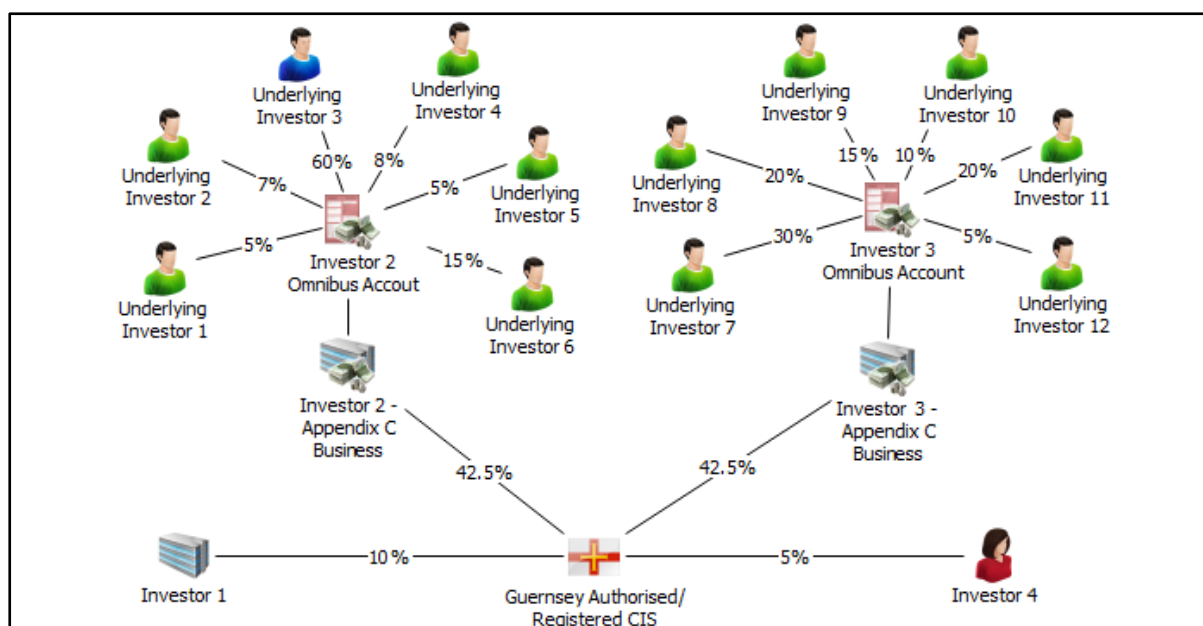 Underlying
Investor 3
Underlying
Investor 4
Underlying
Investor 9
Underlying
Investor 10
60%
8%
15%
10%
Underlying
Investor 2
7%
5%
Underlying
Investor 5
Underlying
Investor 8
20%
20%
Underlying
Investor 11
5%
Investor 2
Omnibus Accout
15%
30%
Investor 3
Omnibus Account
5%
Underlying
Investor 1
Underlying
Investor 6
Underlying
Investor 7
Underlying
Investor 12
Investor 2 -
Appendix C
Business
Investor 3 -
Appendix C
Business
42.5%
42.5%
10%
5%
Investor 1
Guernsey Authorised/
Registered CIS
Investor 4